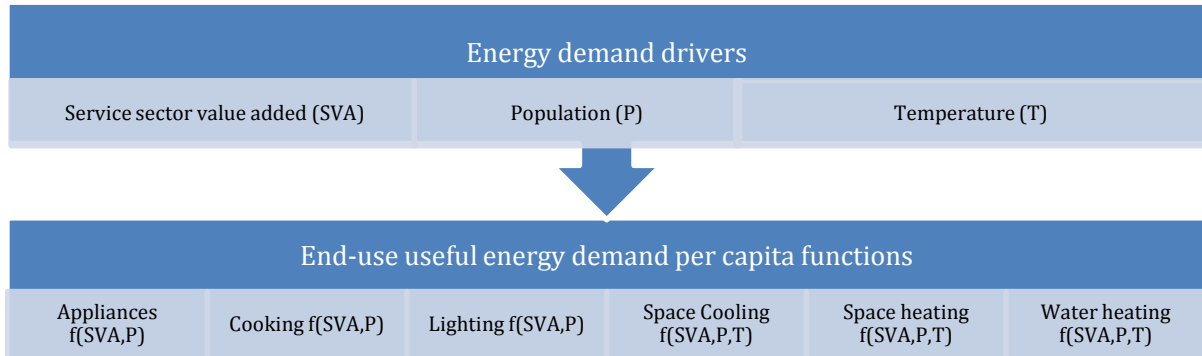 Energy demand drivers
Service sector value added (SVA)
Population (P)
Temperature (T)
End-use useful energy demand per capita functions
Appliances
f(SVA,P)
Cooking f(SVA,P)
Lighting f(SVA,P)
Space Cooling
f(SVA,P,T)
Space heating
f(SVA,P,T)
Water heating
f(SVA,P,T)